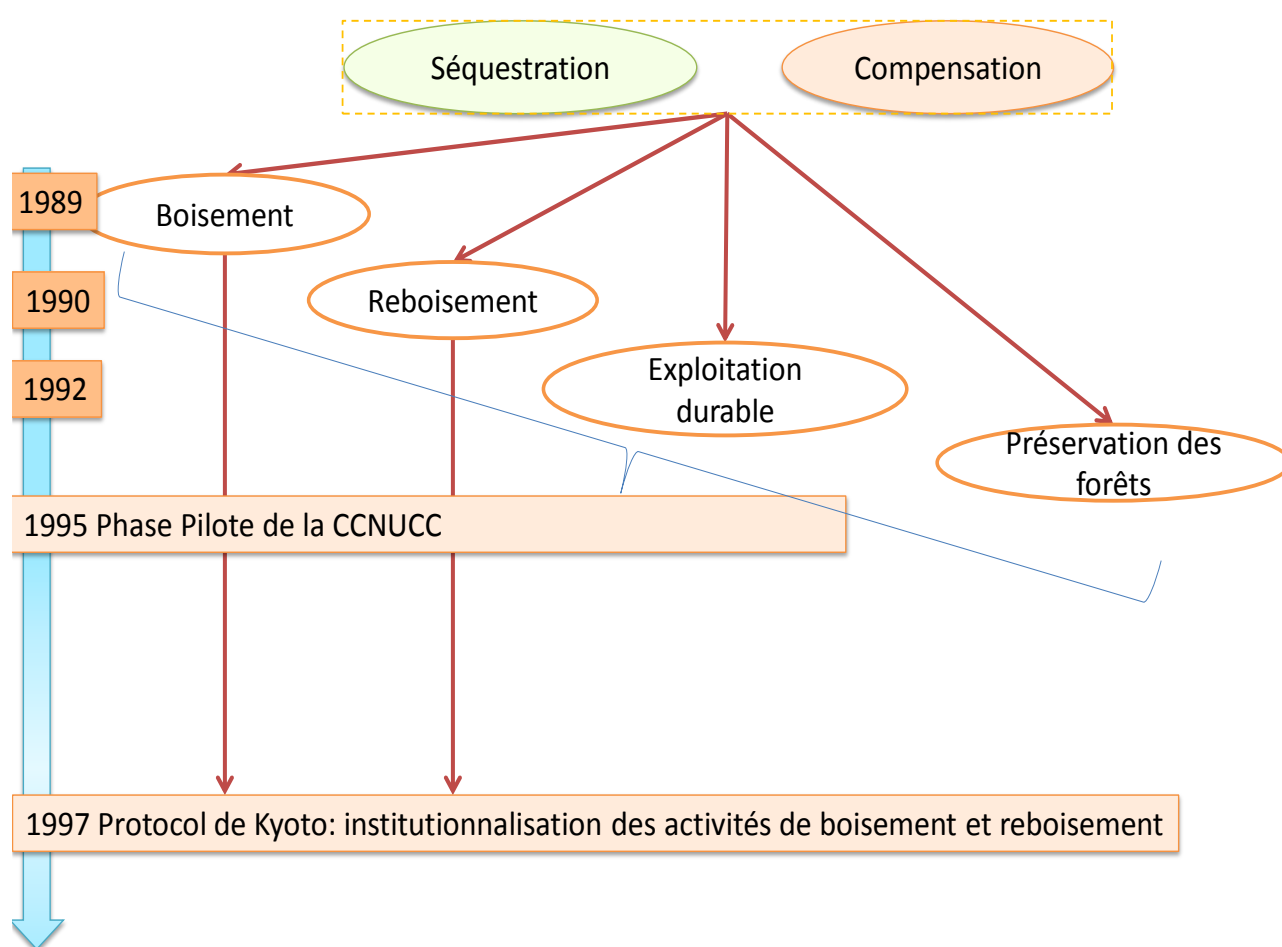 Séquestration
Compensation
1989
Boisement
1990
Reboisement
1992
Exploitation
durable
Préservation des
forêts
1995 Phase Pilote de la CCNUCC
1997 Protocol de Kyoto: institutionnalisation des activités de boisement et reboisement